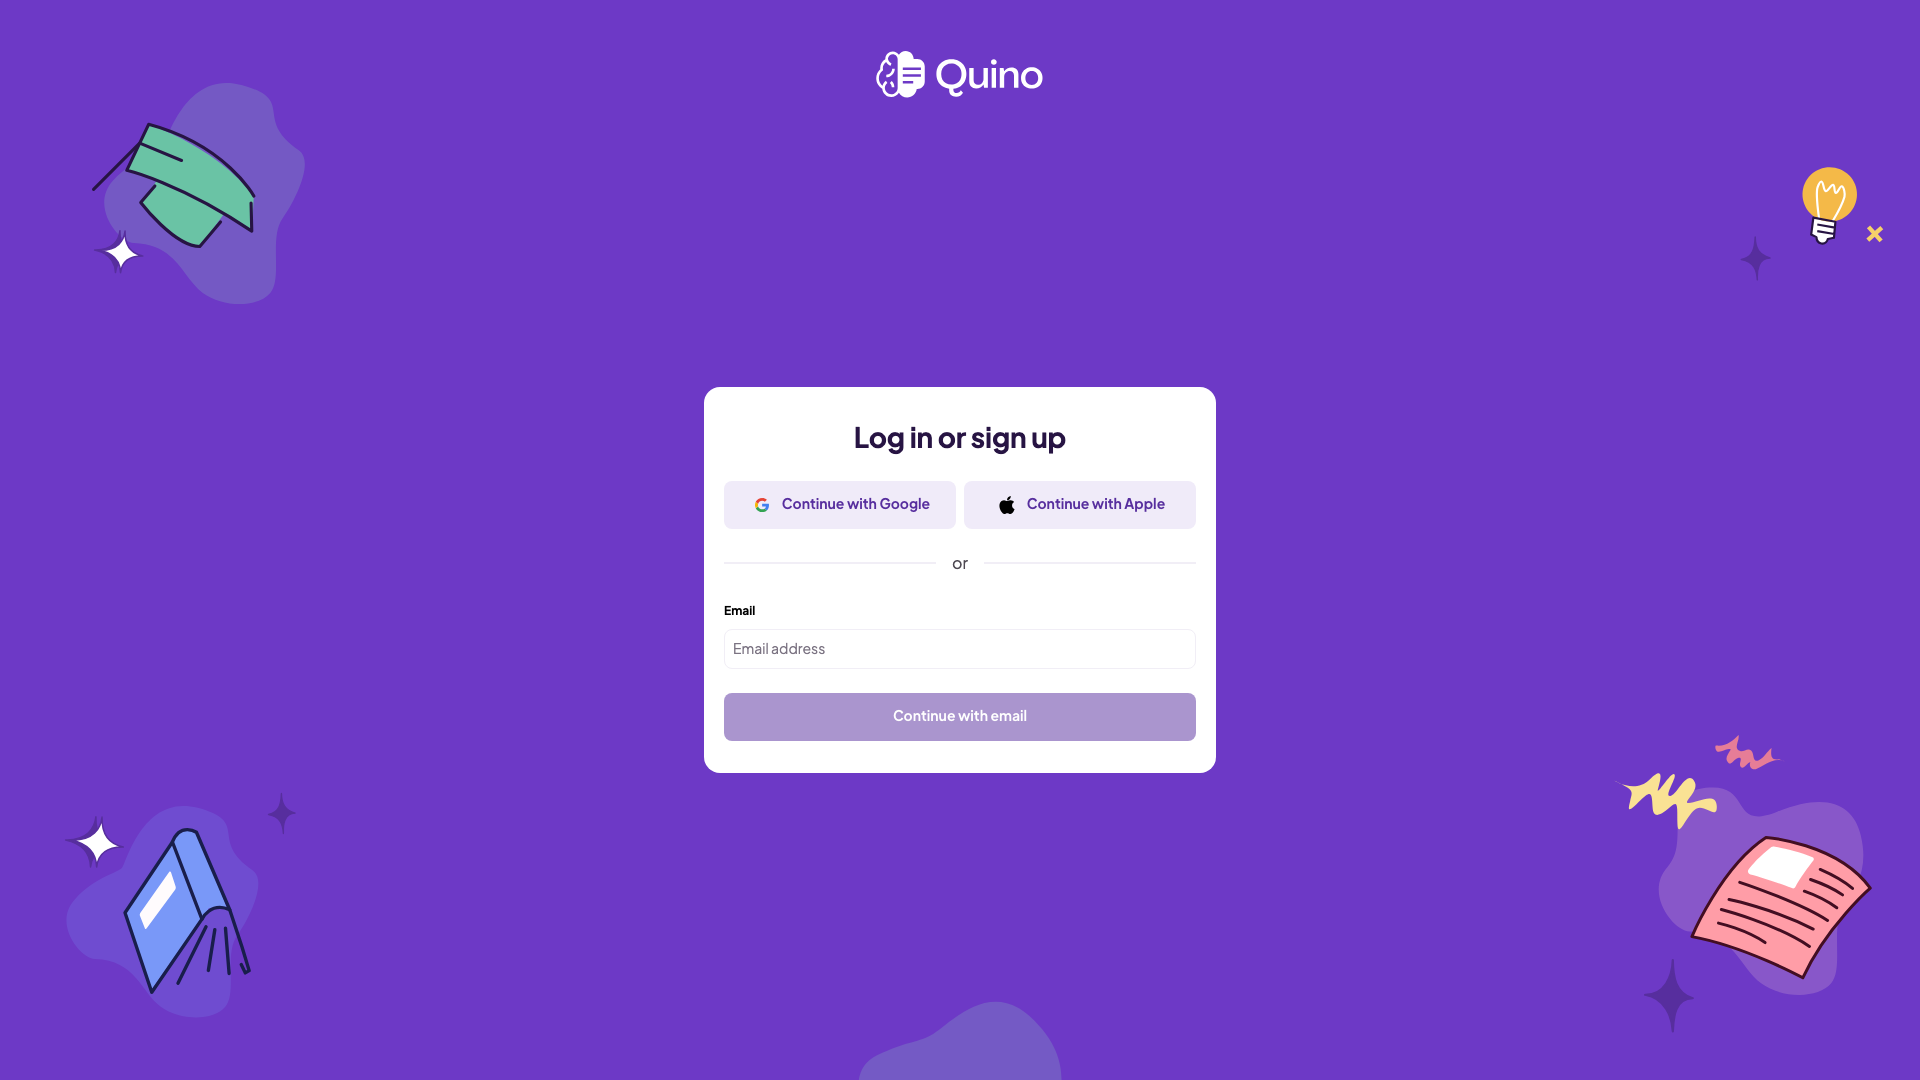 Quino
Log in or sign up
Continue with Google
Continue with Apple
or
Email
Email address
Continue with email